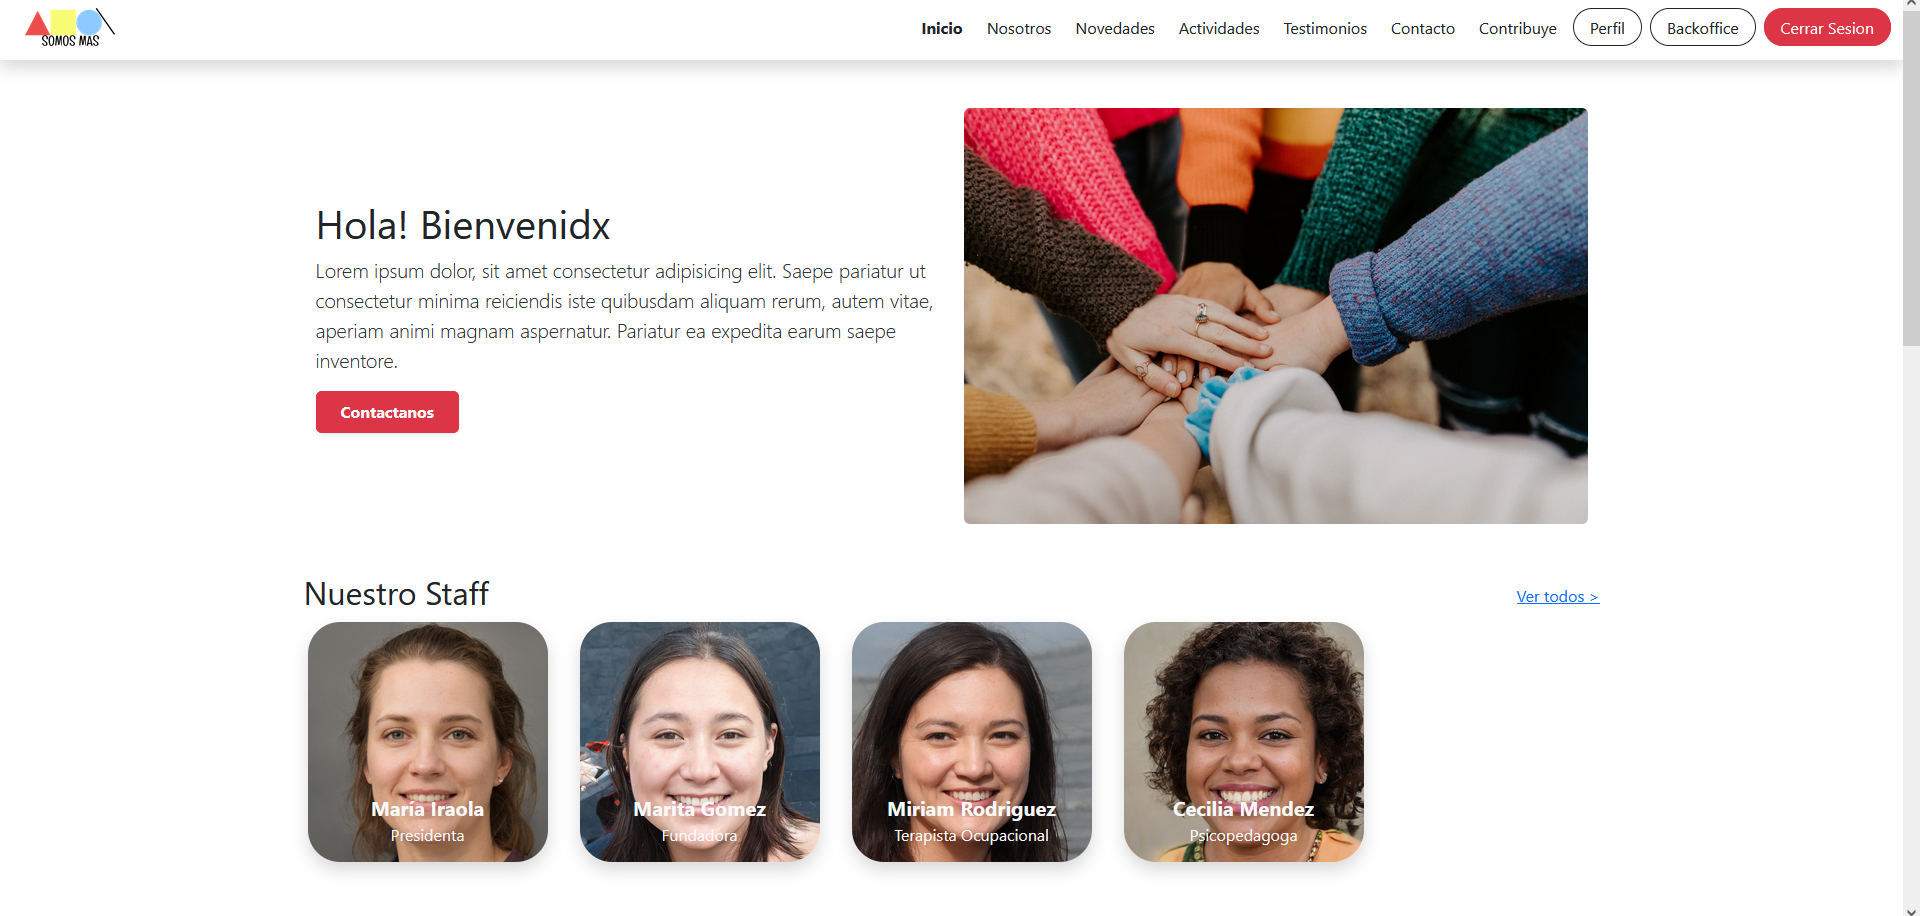 SOMOS MAS
Inicio Nosotros Novedades Actividades Testimonios Contacto Contribuye Perfil Backoffice Cerrar Sesion
Hola! Bienvenidx
Lorem ipsum dolor, sit amet consectetur adipisicing elit. Saepe pariatur ut
consectetur minima reiciendis iste quibusdam aliquam rerum, autem vitae,
aperiam animi magnam aspernatur. Pariatur ea expedita earum saepe
inventore.
Contactanos
Nuestro Staff
Ver todos >
María Iraola
Presidenta
Marita Gomez
Fundadora
Miriam Rodriguez
Terapista Ocupacional
Cecilia Mendez
Psicopedagoga